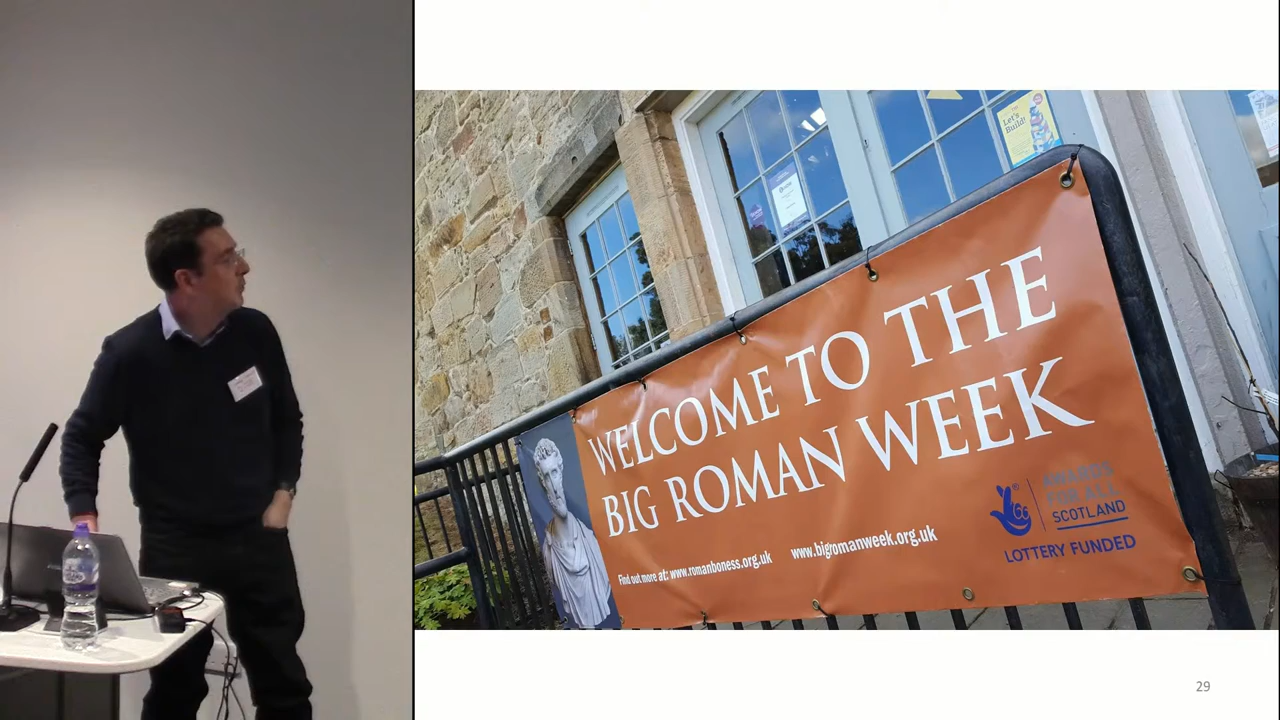 Let's
Build!
WELCOME TO THE
BIG ROMAN WEEK
Find out more at: www.romanboness.org.uk www.bigromanweek.org.uk
AWARDS
FOR ALL
SCOTLAND
LOTTERY FUNDED
29